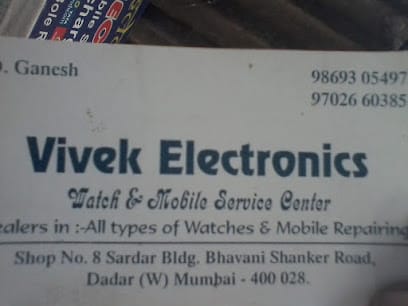 D. Ganesh
98693 05497
97026 60385
Vivek Electronics
Watch & Mobile Service Center
ealers in :-All types of Watches & Mobile Repairing
Shop No. 8 Sardar Bldg. Bhavani Shanker Road,
Dadar (W) Mumbai - 400 028.